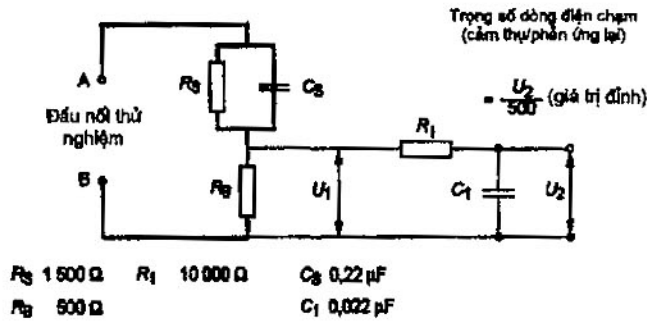 Trọng số dòng điện chạm
(cảm thụ/phản ứng lại)
= U2/500 (giá trị đỉnh)
A
RS
CS
Đầu nối thử
nghiệm
B
RB
U1
R1
C1
U2
RS 1 500 Ω R1 10 000 Ω CS 0,22 µF
RB 500 Ω C1 0,022 µF